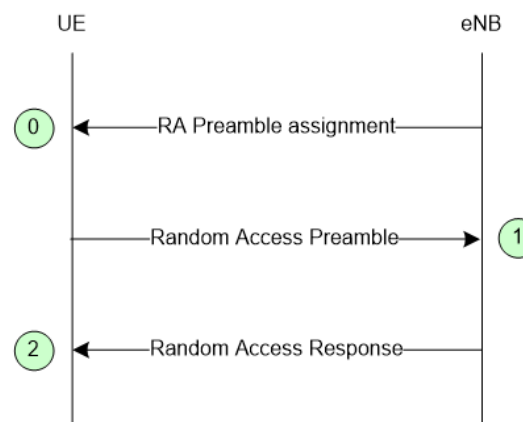 UE eNB
0 RA Preamble assignment
Random Access Preamble 1
2 Random Access Response